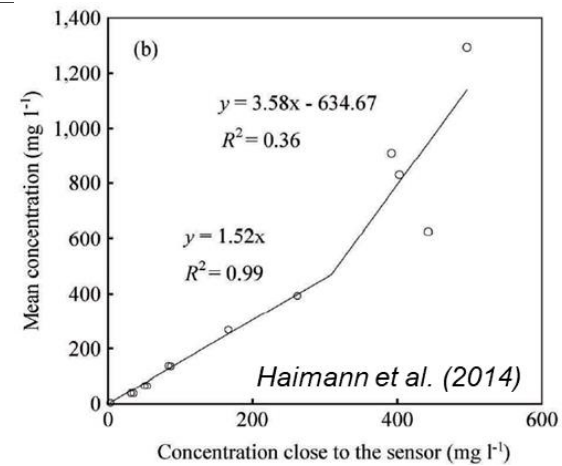 (b)
y = 3.58x - 634.67
R² = 0.36
y = 1.52x
R² = 0.99
Haimann et al. (2014)
Mean concentration (mg l⁻¹)
1,400
1,200
1,000
800
600
400
200
0
0 200 400 600
Concentration close to the sensor (mg l⁻¹)